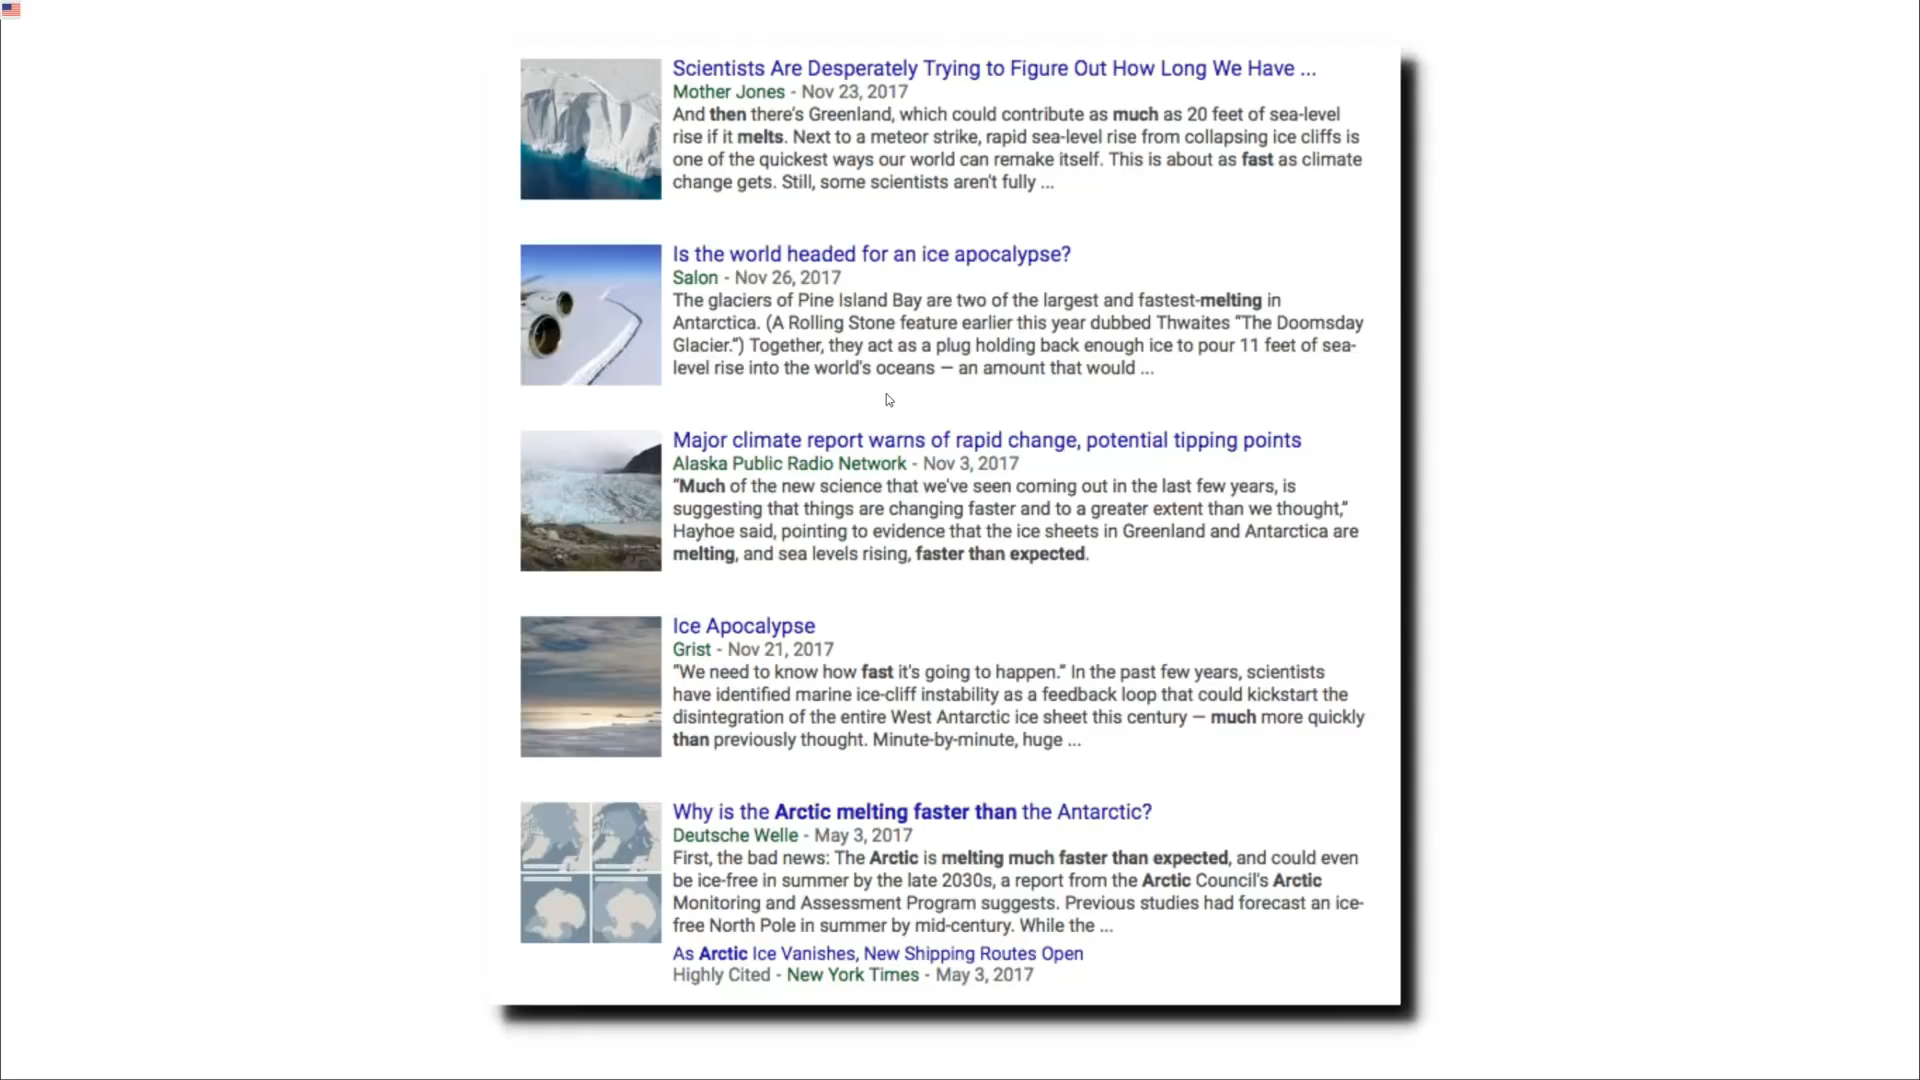 Scientists Are Desperately Trying to Figure Out How Long We Have ...
Mother Jones - Nov 23, 2017
And then there's Greenland, which could contribute as much as 20 feet of sea-level
rise if it melts. Next to a meteor strike, rapid sea-level rise from collapsing ice cliffs is
one of the quickest ways our world can remake itself. This is about as fast as climate
change gets. Still, some scientists aren't fully ...
Is the world headed for an ice apocalypse?
Salon - Nov 26, 2017
The glaciers of Pine Island Bay are two of the largest and fastest-melting in
Antarctica. (A Rolling Stone feature earlier this year dubbed Thwaites “The Doomsday
Glacier.”) Together, they act as a plug holding back enough ice to pour 11 feet of sea-
level rise into the world's oceans — an amount that would ...
Major climate report warns of rapid change, potential tipping points
Alaska Public Radio Network - Nov 3, 2017
“Much of the new science that we've seen coming out in the last few years, is
suggesting that things are changing faster and to a greater extent than we thought,”
Hayhoe said, pointing to evidence that the ice sheets in Greenland and Antarctica are
melting, and sea levels rising, faster than expected.
Ice Apocalypse
Grist - Nov 21, 2017
“We need to know how fast it's going to happen.” In the past few years, scientists
have identified marine ice-cliff instability as a feedback loop that could kickstart the
disintegration of the entire West Antarctic ice sheet this century — much more quickly
than previously thought. Minute-by-minute, huge ...
Why is the Arctic melting faster than the Antarctic?
Deutsche Welle - May 3, 2017
First, the bad news: The Arctic is melting much faster than expected, and could even
be ice-free in summer by the late 2030s, a report from the Arctic Council's Arctic
Monitoring and Assessment Program suggests. Previous studies had forecast an ice-
free North Pole in summer by mid-century. While the ...
As Arctic Ice Vanishes, New Shipping Routes Open
Highly Cited - New York Times - May 3, 2017